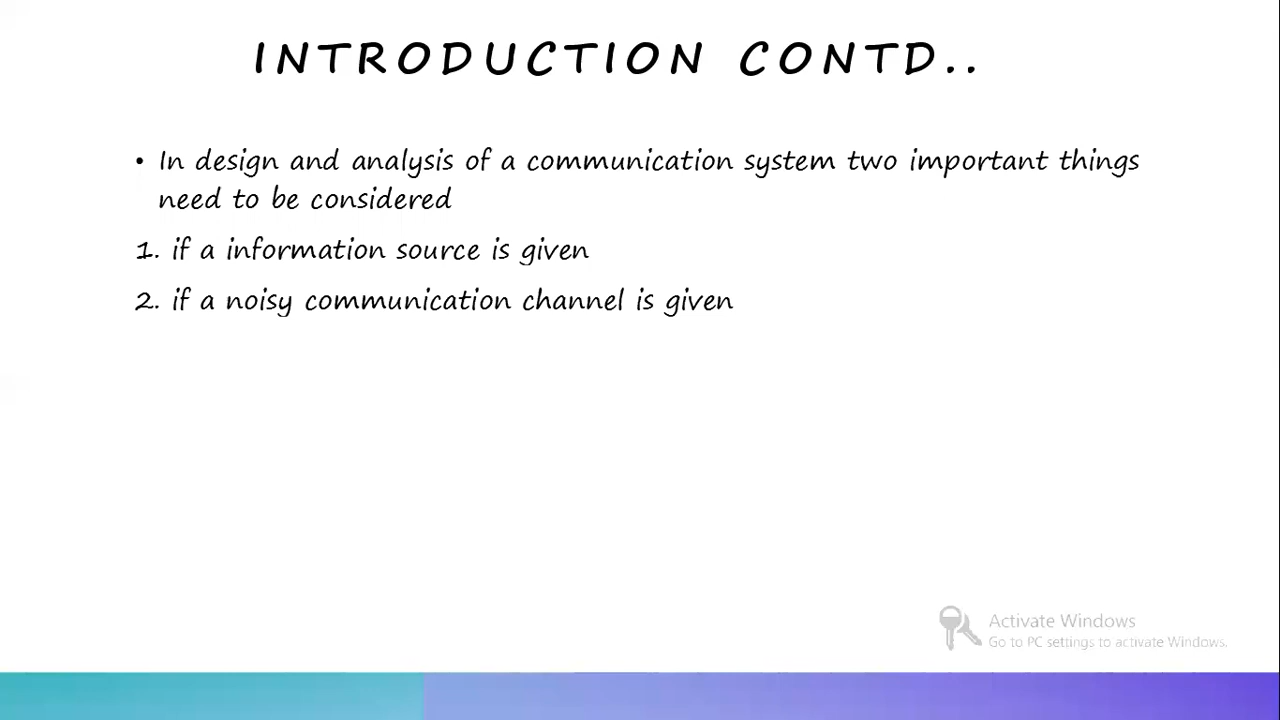 INTRODUCTION CONTD..
• In design and analysis of a communication system two important things
need to be considered
1. if a information source is given
2. if a noisy communication channel is given
Activate Windows
Go to PC settings to activate Windows.